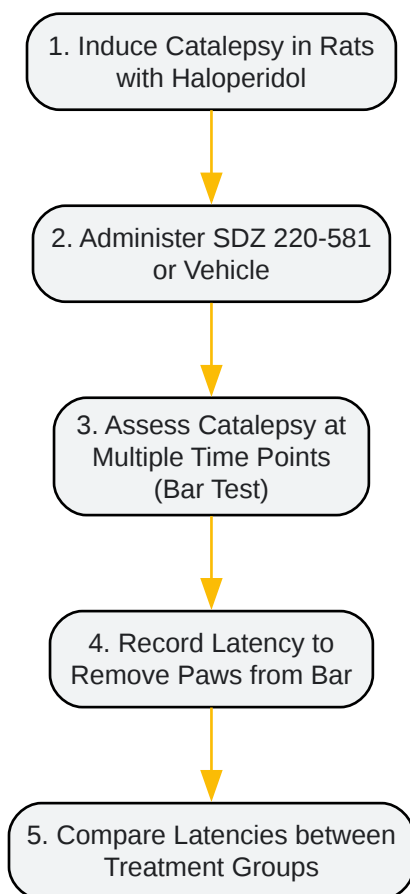 1. Induce Catalepsy in Rats
with Haloperidol
2. Administer SDZ 220-581
or Vehicle
3. Assess Catalepsy at
Multiple Time Points
(Bar Test)
4. Record Latency to
Remove Paws from Bar
5. Compare Latencies between
Treatment Groups